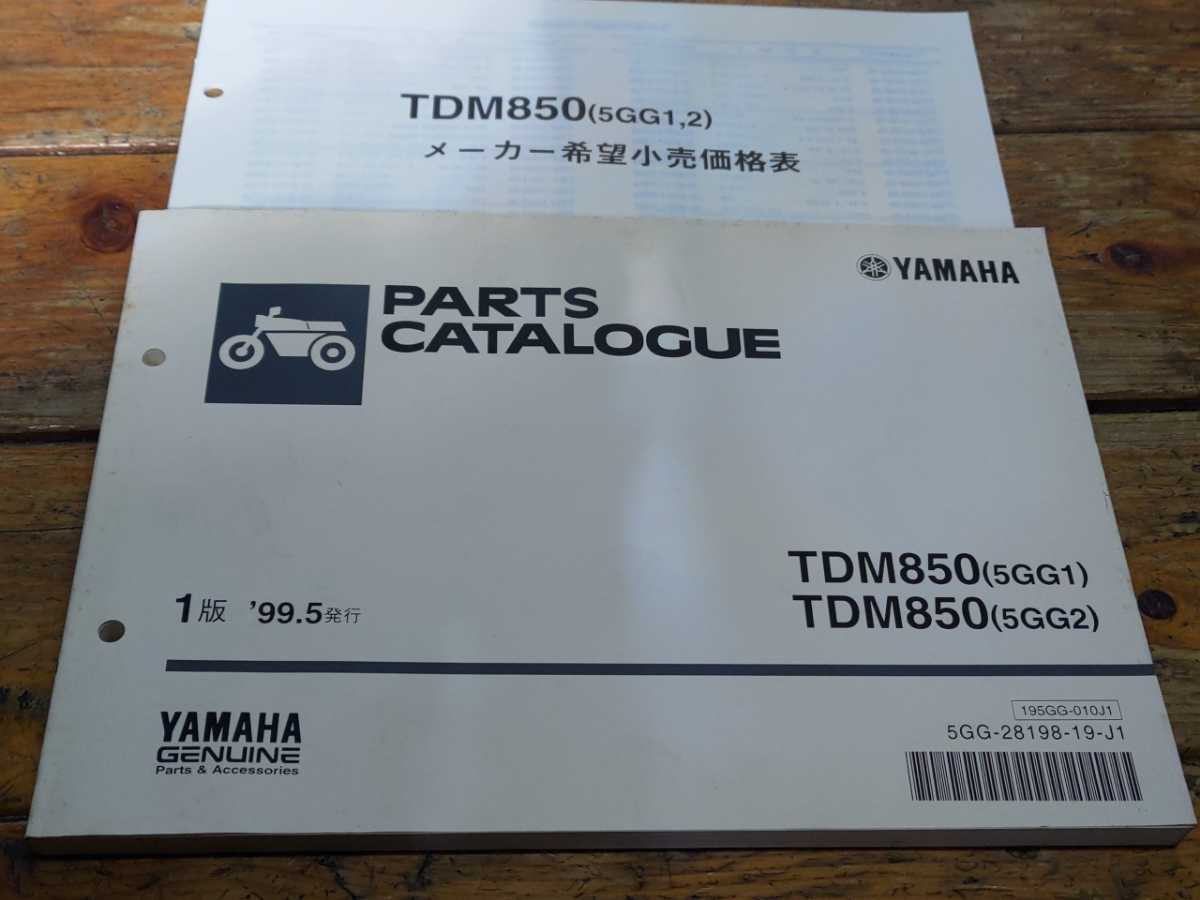 TDM850(5GG1,2)
メーカー希望小売価格表
YAMAHA
PARTS
CATALOGUE
TDM850(5GG1)
TDM850(5GG2)
1版 '99.5発行
195GG-010J1
5GG-28198-19-J1
YAMAHA
GENUINE
Parts & Accessories